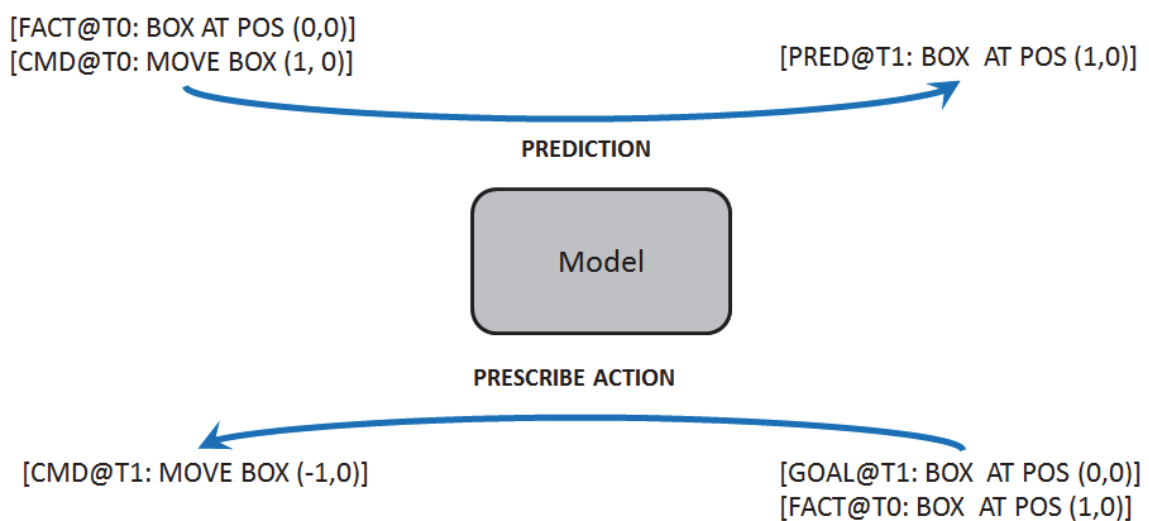 [FACT@T0: BOX AT POS (0,0)]
[CMD@T0: MOVE BOX (1, 0)]
[PRED@T1: BOX AT POS (1,0)]
PREDICTION
Model
PRESCRIBE ACTION
[CMD@T1: MOVE BOX (-1,0)]
[GOAL@T1: BOX AT POS (0,0)]
[FACT@T0: BOX AT POS (1,0)]